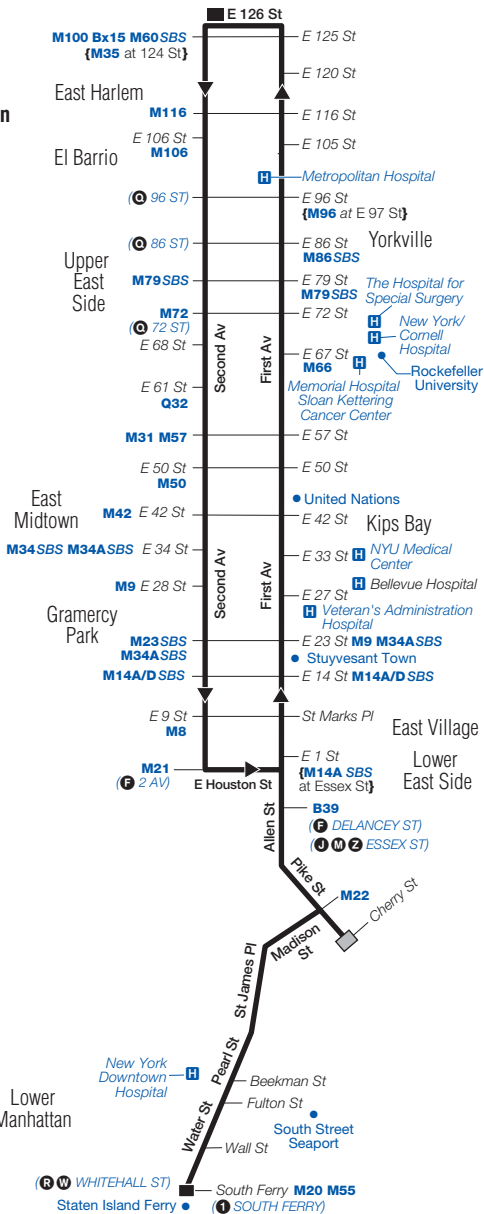 E 126 St
M100 Bx15 M60SBS
{M35 at 124 St}
E 125 St
E 120 St
East Harlem
n
M116
E 116 St
E 106 St
M106
E 105 St
El Barrio
H Metropolitan Hospital
(Q 96 ST)
E 96 St
{M96 at E 97 St}
(Q 86 ST)
E 86 St
M86SBS
Yorkville
Upper
East
Side
M79SBS
E 79 St
M79SBS
The Hospital for
Special Surgery
H
M72
(Q 72 ST)
E 72 St
H New York/
Cornell
Hospital
E 68 St
Second Av
First Av
E 67 St
M66
Rockefeller
University
H
Memorial Hospital
Sloan Kettering
Cancer Center
E 61 St
Q32
M31 M57
E 57 St
E 50 St
M50
E 50 St
United Nations
East
Midtown
M42 E 42 St
E 42 St
Kips Bay
M34SBS M34ASBS E 34 St
E 33 St H NYU Medical
Center
Second Av
First Av
M9 E 28 St
H Bellevue Hospital
E 27 St
H Veteran's Administration
Hospital
Gramercy
Park
M23SBS
M34ASBS
E 23 St M9 M34ASBS
Stuyvesant Town
M14A/DSBS
E 14 St M14A/DSBS
E 9 St
M8
St Marks Pl
East Village
E 1 St
{M14A SBS
at Essex St}
Lower
East Side
M21
(F 2 AV)
E Houston St
B39
(F DELANCEY ST)
(J M Z ESSEX ST)
Allen St
Pike St
M22
Cherry St
Madison
St
St James Pl
Pearl St
New York
Downtown
Hospital
H
Beekman St
Fulton St
South Street
Seaport
Lower
Manhattan
Water St
Wall St
(R W WHITEHALL ST)
South Ferry M20 M55
Staten Island Ferry
(1 SOUTH FERRY)